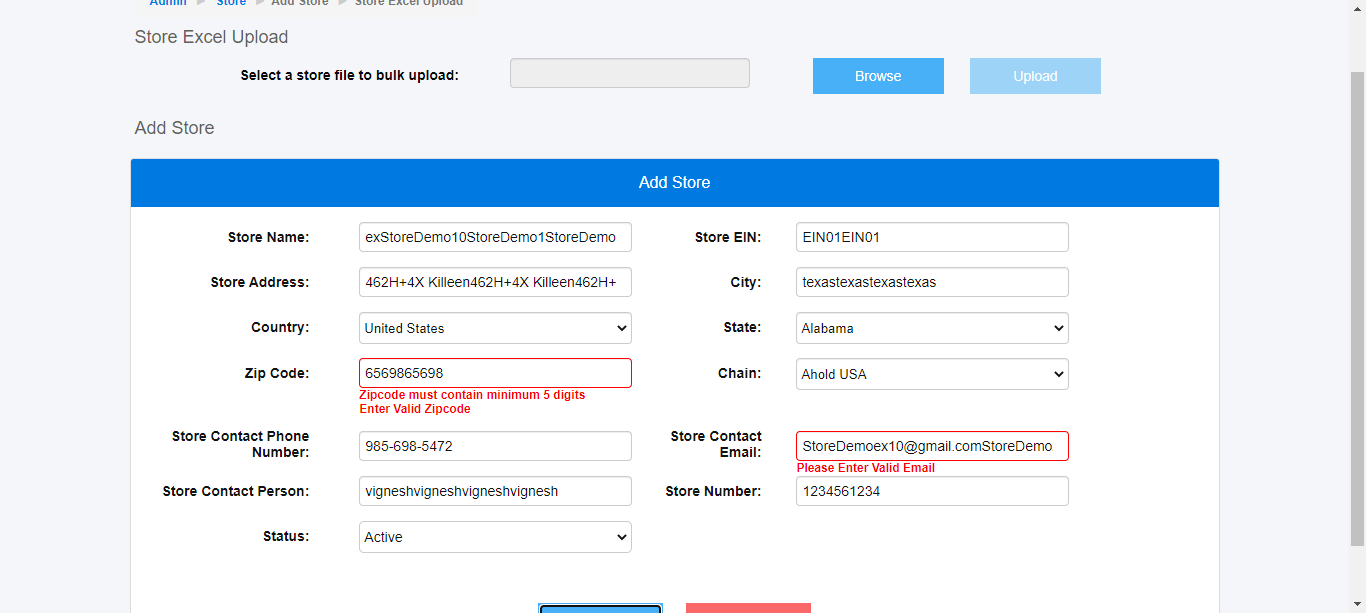 Admin Store Add Store Store Excel Upload
Store Excel Upload
Select a store file to bulk upload: Browse Upload
Add Store
Add Store
Store Name: exStoreDemo10StoreDemo1StoreDemo Store EIN: EIN01EIN01
Store Address: 462H+4X Killeen462H+4X Killeen462H+ City: texastexastexastexas
Country: United States State: Alabama
Zip Code: 6569865698 Chain: Ahold USA
Zipcode must contain minimum 5 digits
Enter Valid Zipcode
Store Contact Phone
Number: 985-698-5472
Store Contact
Email: StoreDemoex10@gmail.comStoreDemo
Please Enter Valid Email
Store Contact Person: vigneshvigneshvigneshvignesh Store Number: 1234561234
Status: Active